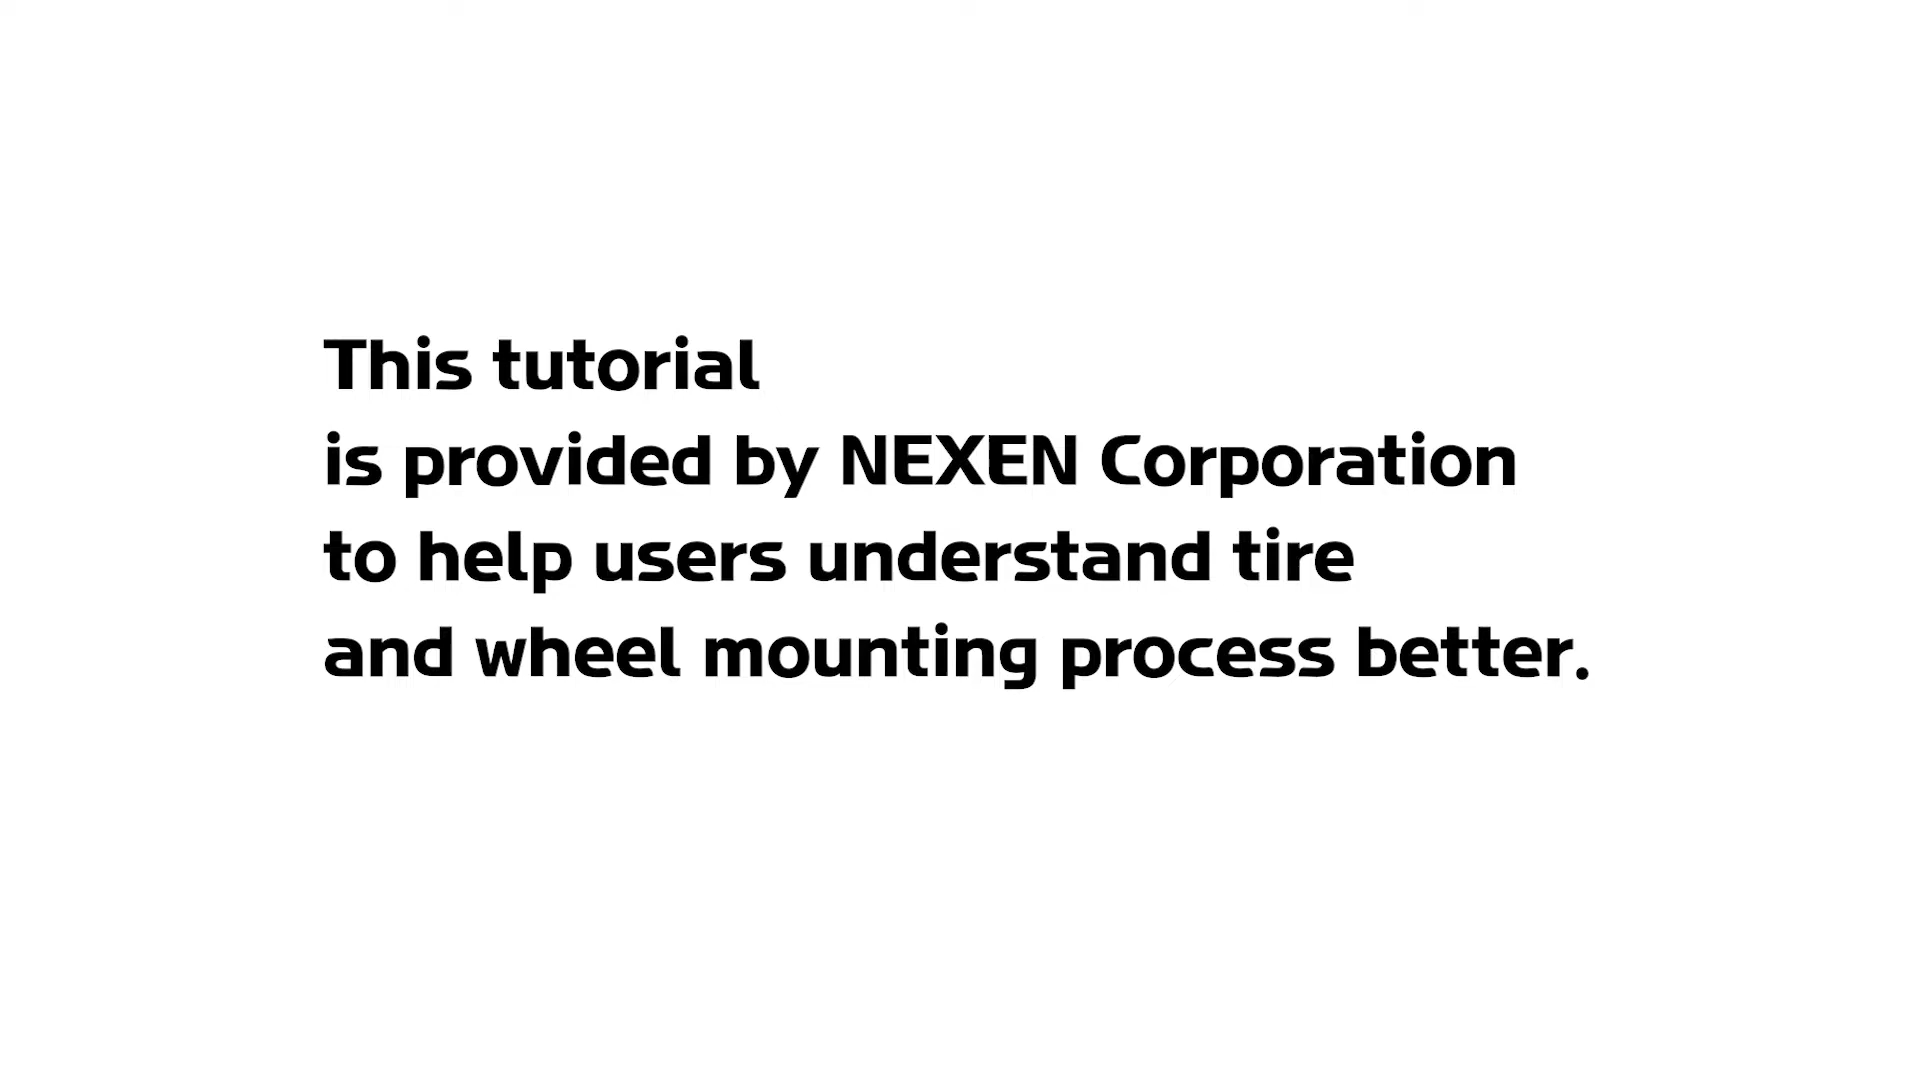 This tutorial
is provided by NEXEN Corporation
to help users understand tire
and wheel mounting process better.